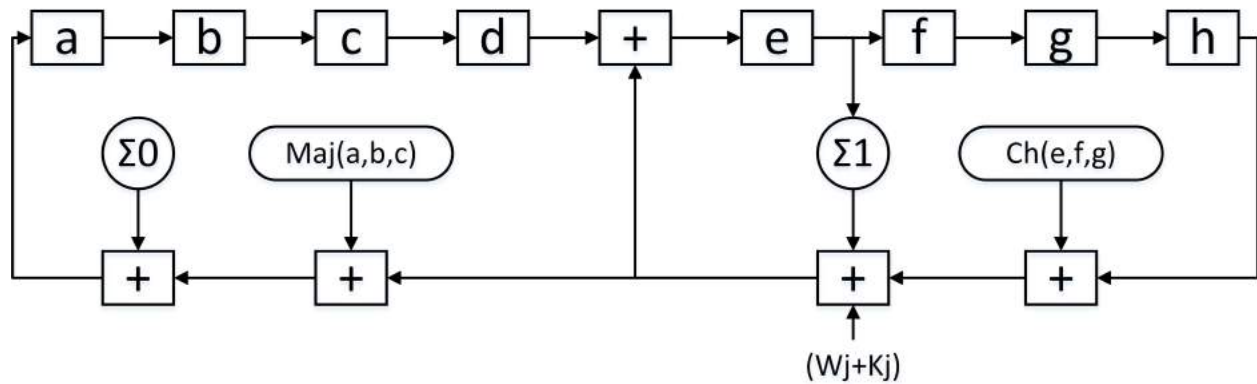 a b c d + e f g h
Σ0 Maj(a,b,c) Σ1 Ch(e,f,g)
+ + + +
(Wj+Kj)